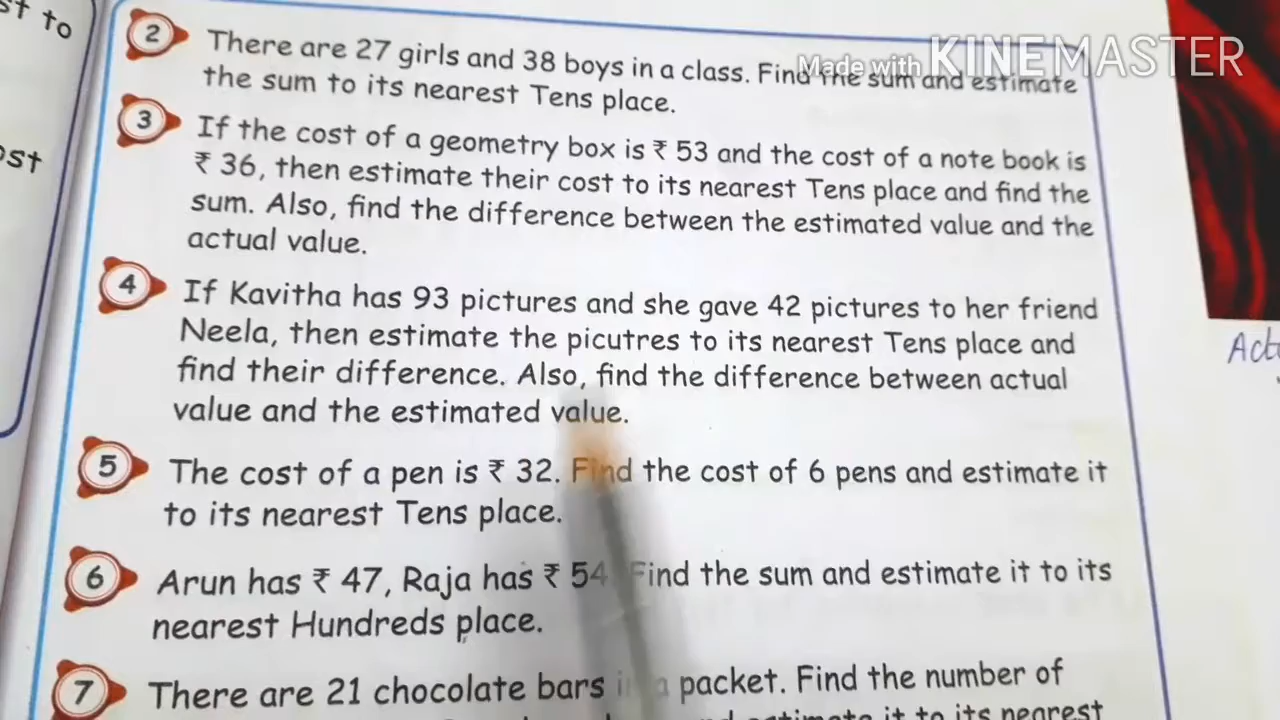 st to
ost
Made with KINEMASTER
2 There are 27 girls and 38 boys in a class. Find the sum and estimate
the sum to its nearest Tens place.
3 If the cost of a geometry box is ₹ 53 and the cost of a note book is
₹ 36, then estimate their cost to its nearest Tens place and find the
sum. Also, find the difference between the estimated value and the
actual value.
4 If Kavitha has 93 pictures and she gave 42 pictures to her friend
Neela, then estimate the picutres to its nearest Tens place and
find their difference. Also, find the difference between actual
value and the estimated value.
5 The cost of a pen is ₹ 32. Find the cost of 6 pens and estimate it
to its nearest Tens place.
6 Arun has ₹ 47, Raja has ₹ 54. Find the sum and estimate it to its
nearest Hundreds place.
7 There are 21 chocolate bars in a packet. Find the number of
estimate it to its nearest
Act